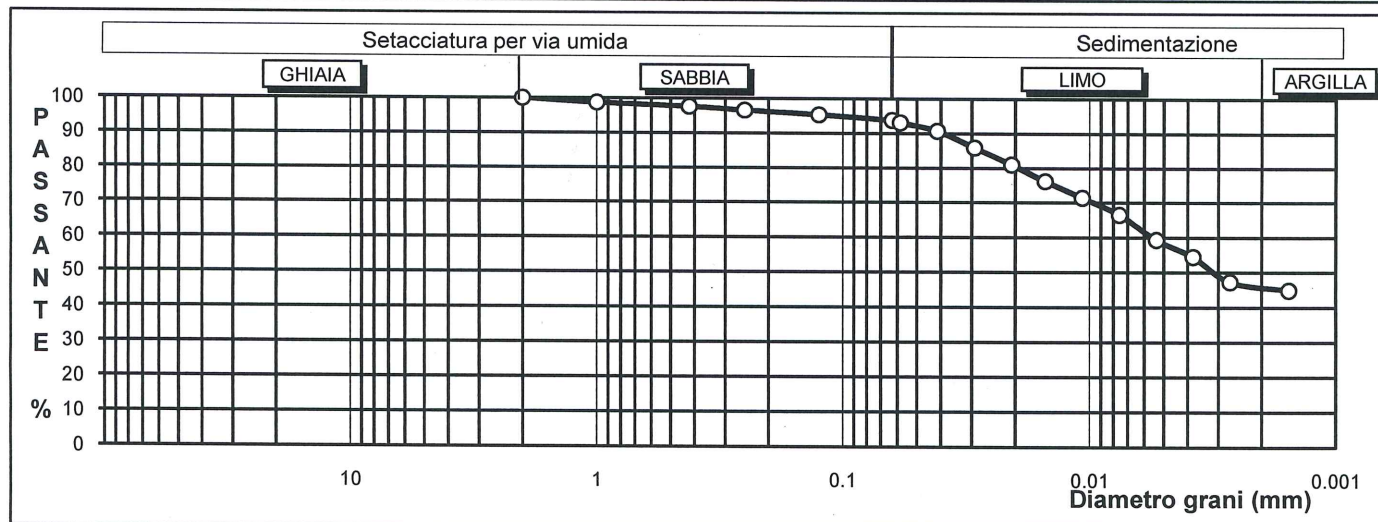 Setacciatura per via umida
Sedimentazione
GHIAIA
SABBIA
LIMO
ARGILLA
PASSANTE %
100
90
80
70
60
50
40
30
20
10
0
10
1
0.1
0.01
0.001
Diametro grani (mm)